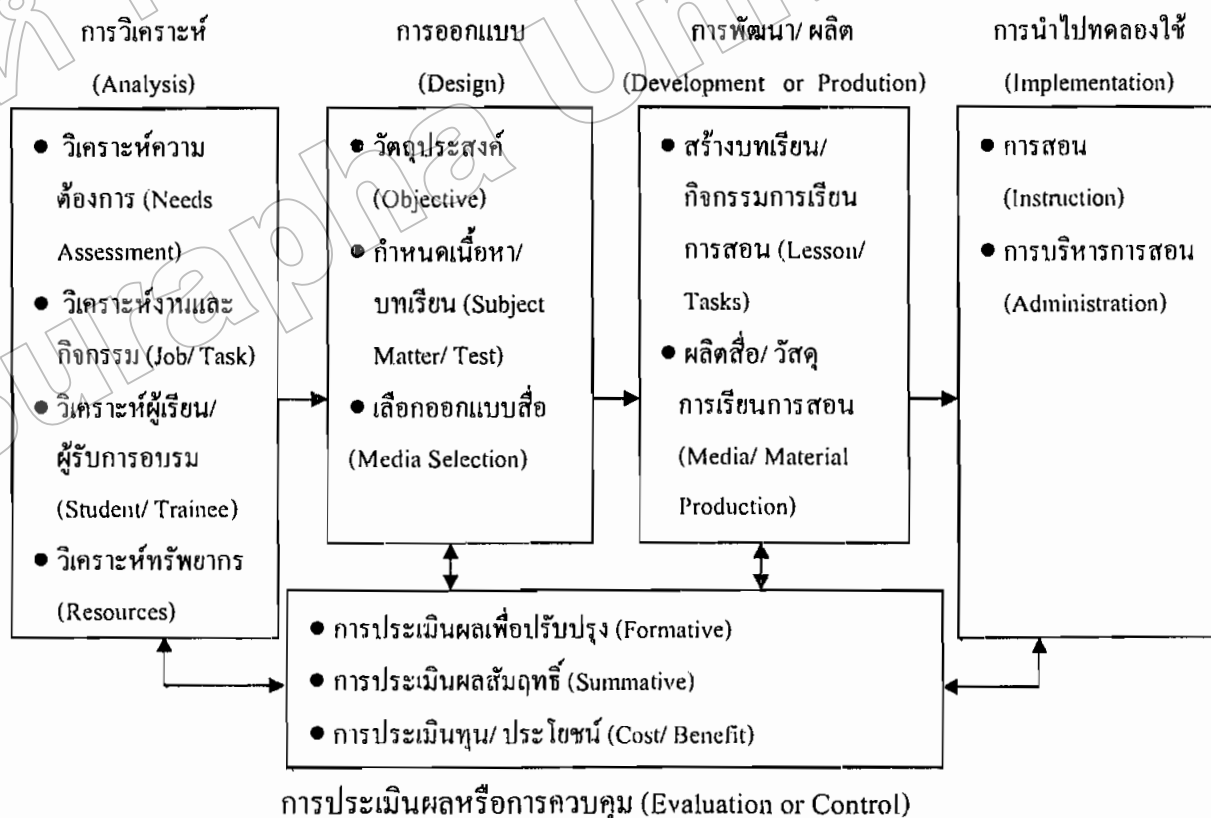 การวิเคราะห์
(Analysis)
● วิเคราะห์ความ
ต้องการ (Needs
Assessment)
● วิเคราะห์งานและ
กิจกรรม (Job/ Task)
● วิเคราะห์ผู้เรียน/
ผู้รับการอบรม
(Student/ Trainee)
● วิเคราะห์ทรัพยากร
(Resources)
การออกแบบ
(Design)
● วัตถุประสงค์
(Objective)
● กำหนดเนื้อหา/
บทเรียน (Subject
Matter/ Test)
● เลือกออกแบบสื่อ
(Media Selection)
การพัฒนา/ ผลิต
(Development or Prodution)
● สร้างบทเรียน/
กิจกรรมการเรียน
การสอน (Lesson/
Tasks)
● ผลิตสื่อ/ วัสดุ
การเรียนการสอน
(Media/ Material
Production)
การนำไปทดลองใช้
(Implementation)
● การสอน
(Instruction)
● การบริหารการสอน
(Administration)
● การประเมินผลเพื่อปรับปรุง (Formative)
● การประเมินผลสัมฤทธิ์ (Summative)
● การประเมินทุน/ ประโยชน์ (Cost/ Benefit)
การประเมินผลหรือการควบคุม (Evaluation or Control)